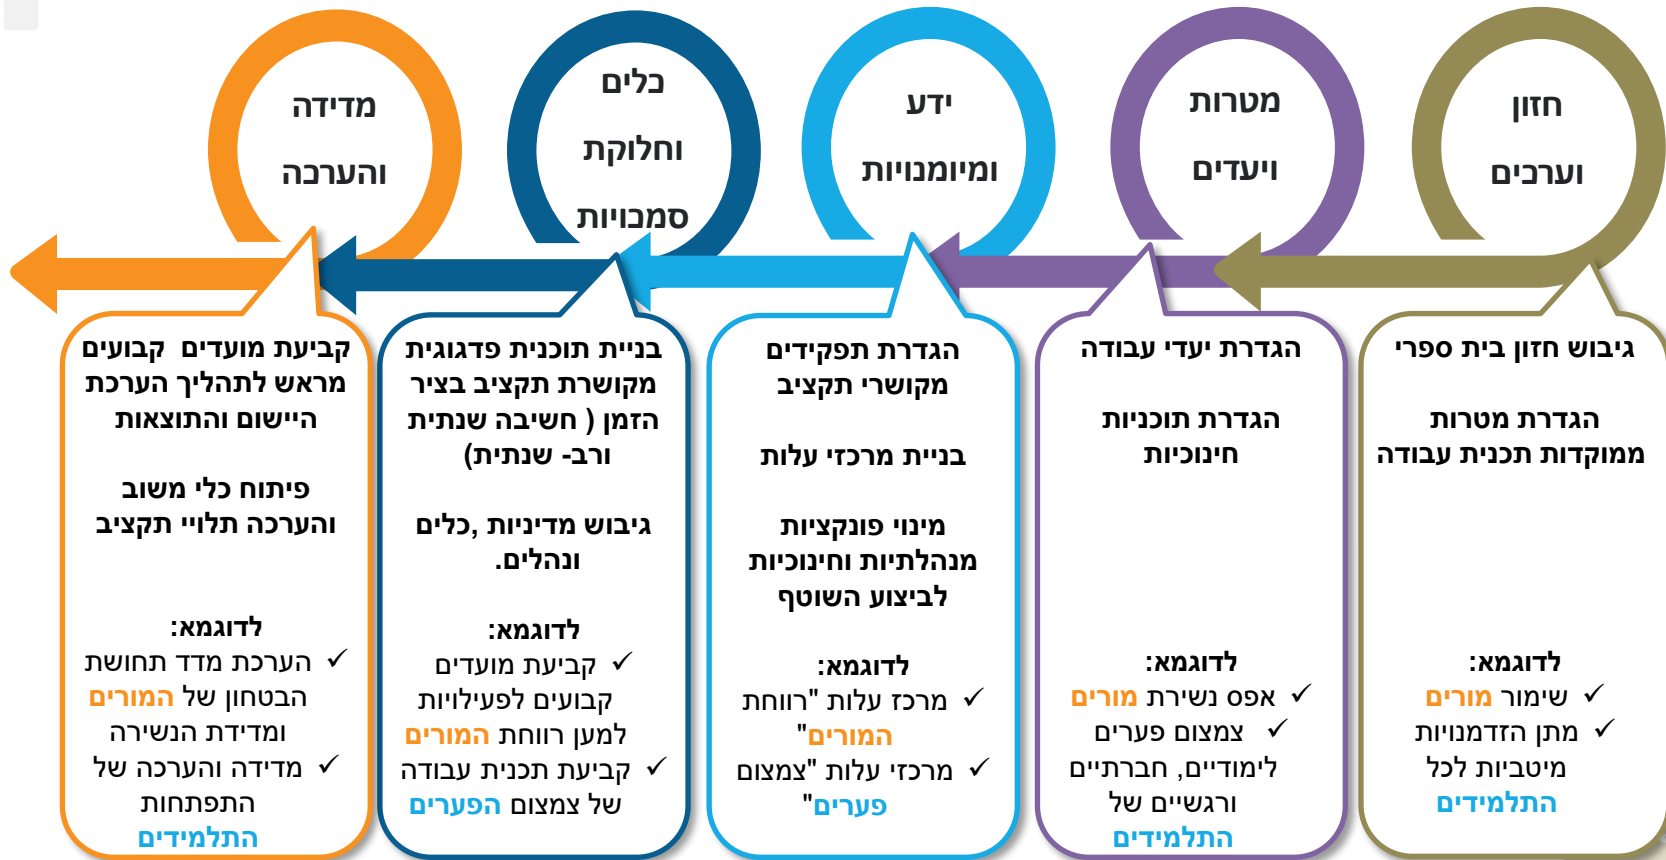 חזון
וערכים
מטרות
ויעדים
ידע
ומיומנויות
כלים
וחלוקת
סמכויות
מדידה
והערכה
גיבוש חזון בית ספרי
הגדרת מטרות
ממוקדות תכנית עבודה
לדוגמא:
✓ שימור מורים
✓ מתן הזדמנויות
מיטביות לכל
התלמידים
הגדרת יעדי עבודה
הגדרת תוכניות
חינוכיות
לדוגמא:
✓ אפס נשירת מורים
✓ צמצום פערים
לימודיים, חברתיים
ורגשיים של
התלמידים
הגדרת תפקידים
מקושרי תקציב
בניית מרכזי עלות
מינוי פונקציות
מנהלתיות וחינוכיות
לביצוע השוטף
לדוגמא:
✓ מרכז עלות "רווחת
המורים"
✓ מרכזי עלות "צמצום
פערים"
בניית תוכנית פדגוגית
מקושרת תקציב בציר
הזמן ( חשיבה שנתית
ורב- שנתית)
גיבוש מדיניות ,כלים
ונהלים.
לדוגמא:
✓ קביעת מועדים
קבועים לפעילויות
למען רווחת המורים
✓ קביעת תכנית עבודה
של צמצום הפערים
קביעת מועדים  קבועים
מראש לתהליך הערכת
היישום והתוצאות
פיתוח כלי משוב
והערכה תלויי תקציב
לדוגמא:
✓ הערכת מדד תחושת
הבטחון של המורים
ומדידת הנשירה
✓ מדידה והערכה של
התפתחות
התלמידים